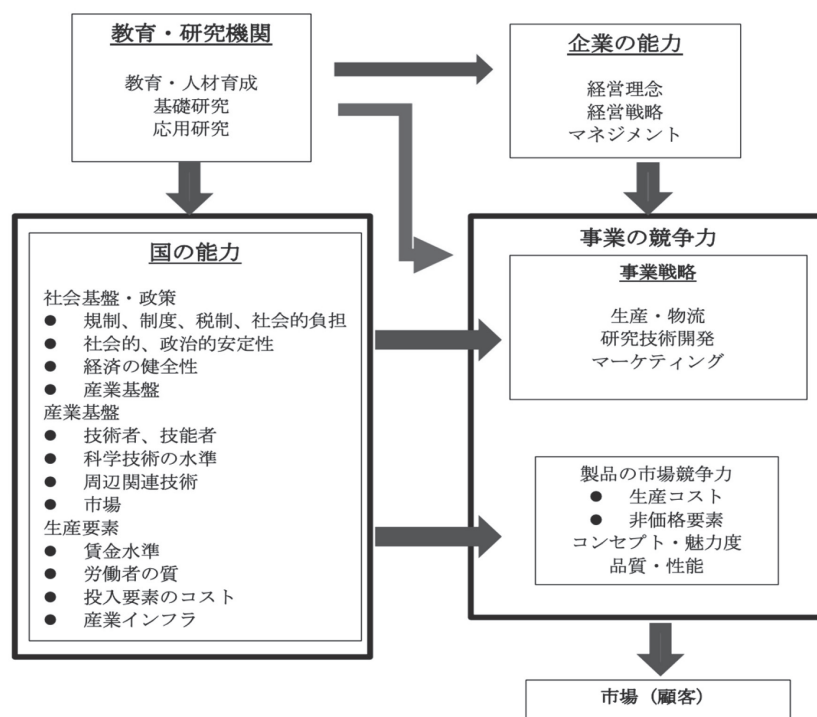 教育・研究機関
教育・人材育成
基礎研究
応用研究
企業の能力
経営理念
経営戦略
マネジメント
国の能力
社会基盤・政策
● 規制、制度、税制、社会的負担
● 社会的、政治的安定性
● 経済の健全性
● 産業基盤
産業基盤
● 技術者、技能者
● 科学技術の水準
● 周辺関連技術
● 市場
生産要素
● 賃金水準
● 労働者の質
● 投入要素のコスト
● 産業インフラ
事業の競争力
事業戦略
生産・物流
研究技術開発
マーケティング
製品の市場競争力
● 生産コスト
● 非価格要素
コンセプト・魅力度
品質・性能
市場（顧客）